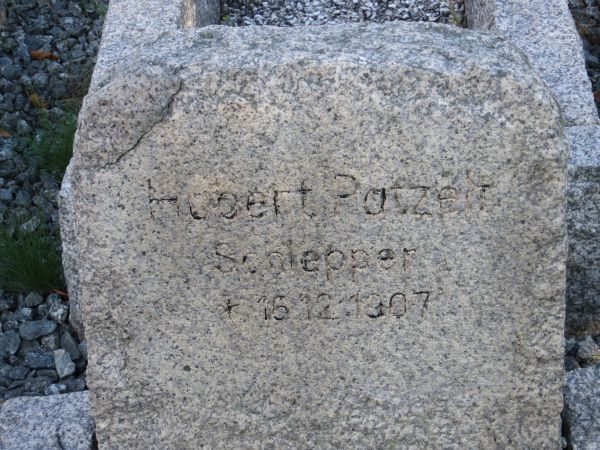 Hubert Patzelt
Schlepper
* 16.12.1907